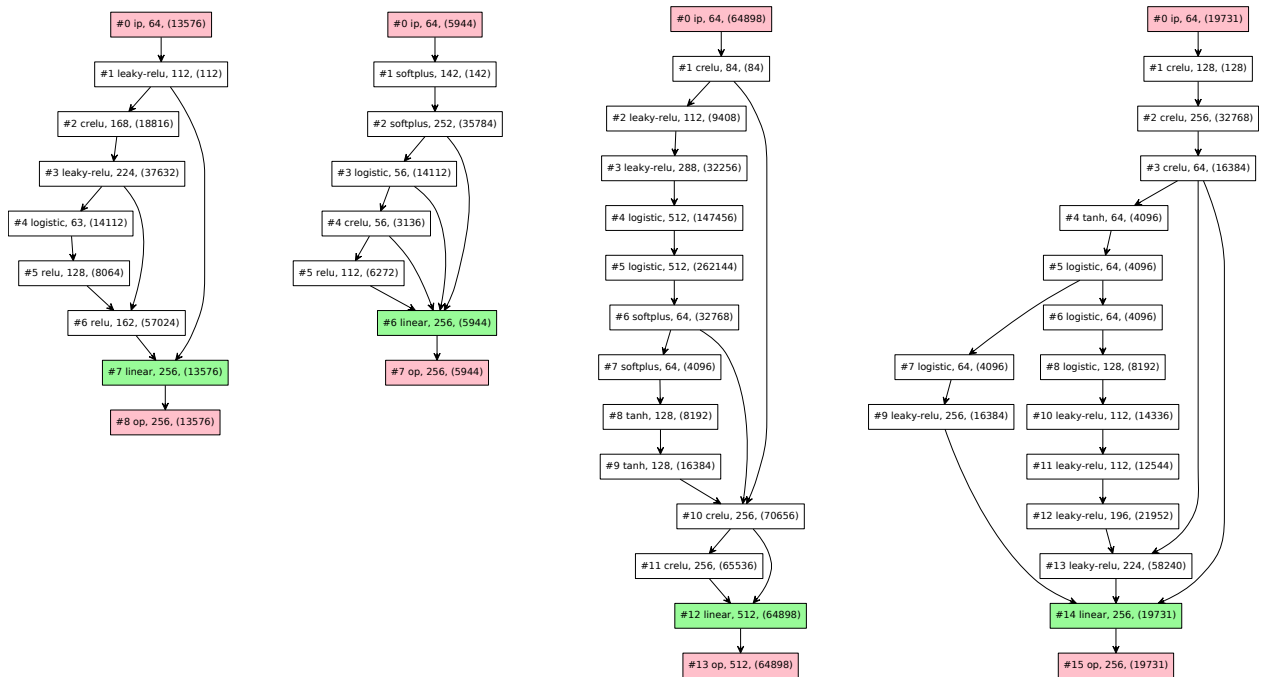 #0 ip, 64, (13576)
#1 leaky-relu, 112, (112)
#2 crelu, 168, (18816)
#3 leaky-relu, 224, (37632)
#4 logistic, 63, (14112)
#5 relu, 128, (8064)
#6 relu, 162, (57024)
#7 linear, 256, (13576)
#8 op, 256, (13576)
#0 ip, 64, (5944)
#1 softplus, 142, (142)
#2 softplus, 252, (35784)
#3 logistic, 56, (14112)
#4 crelu, 56, (3136)
#5 relu, 112, (6272)
#6 linear, 256, (5944)
#7 op, 256, (5944)
#0 ip, 64, (64898)
#1 crelu, 84, (84)
#2 leaky-relu, 112, (9408)
#3 leaky-relu, 288, (32256)
#4 logistic, 512, (147456)
#5 logistic, 512, (262144)
#6 softplus, 64, (32768)
#7 softplus, 64, (4096)
#8 tanh, 128, (8192)
#9 tanh, 128, (16384)
#10 crelu, 256, (70656)
#11 crelu, 256, (65536)
#12 linear, 512, (64898)
#13 op, 512, (64898)
#0 ip, 64, (19731)
#1 crelu, 128, (128)
#2 crelu, 256, (32768)
#3 crelu, 64, (16384)
#4 tanh, 64, (4096)
#5 logistic, 64, (4096)
#6 logistic, 64, (4096)
#7 logistic, 64, (4096)
#8 logistic, 128, (8192)
#9 leaky-relu, 256, (16384)
#10 leaky-relu, 112, (14336)
#11 leaky-relu, 112, (12544)
#12 leaky-relu, 196, (21952)
#13 leaky-relu, 224, (58240)
#14 linear, 256, (19731)
#15 op, 256, (19731)